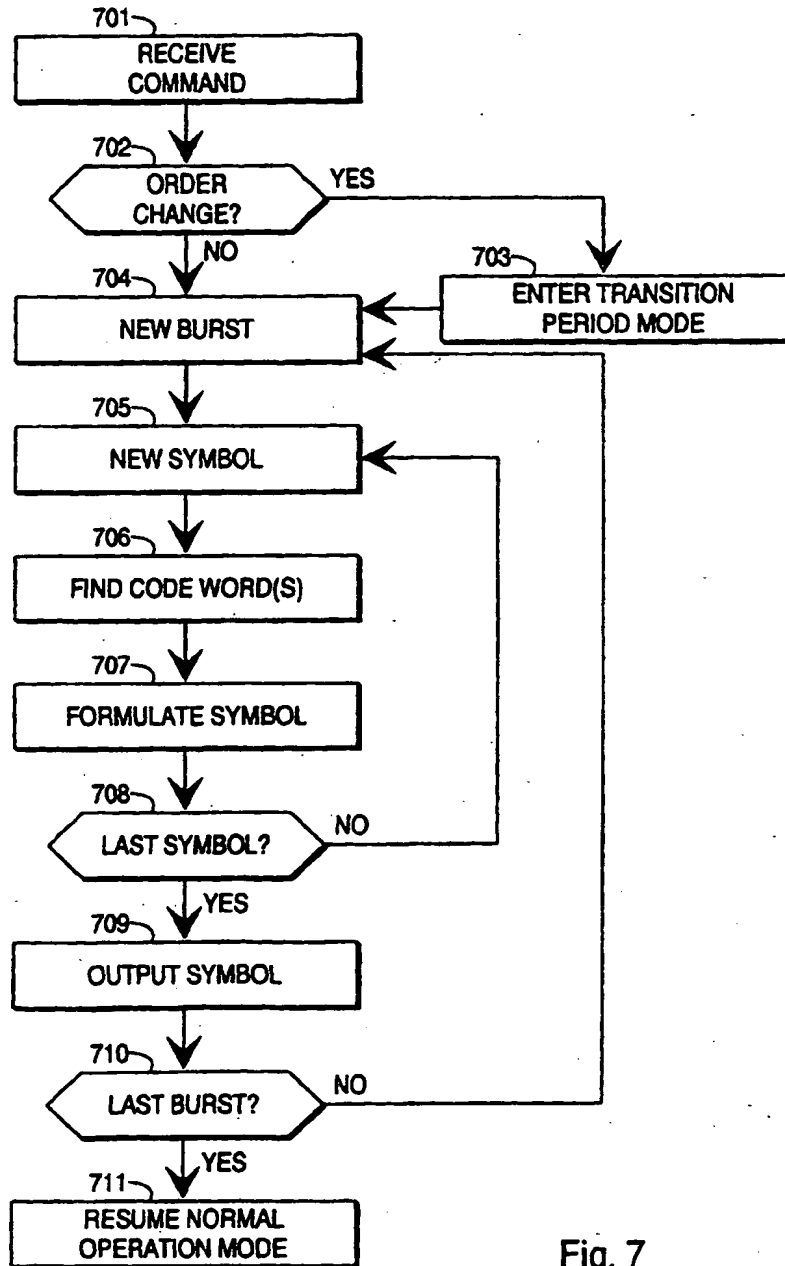 701
RECEIVE
COMMAND
702
ORDER
CHANGE?
YES
NO
703
ENTER TRANSITION
PERIOD MODE
704
NEW BURST
705
NEW SYMBOL
706
FIND CODE WORD(S)
707
FORMULATE SYMBOL
708
LAST SYMBOL?
NO
YES
709
OUTPUT SYMBOL
710
LAST BURST?
NO
YES
711
RESUME NORMAL
OPERATION MODE
Fig. 7